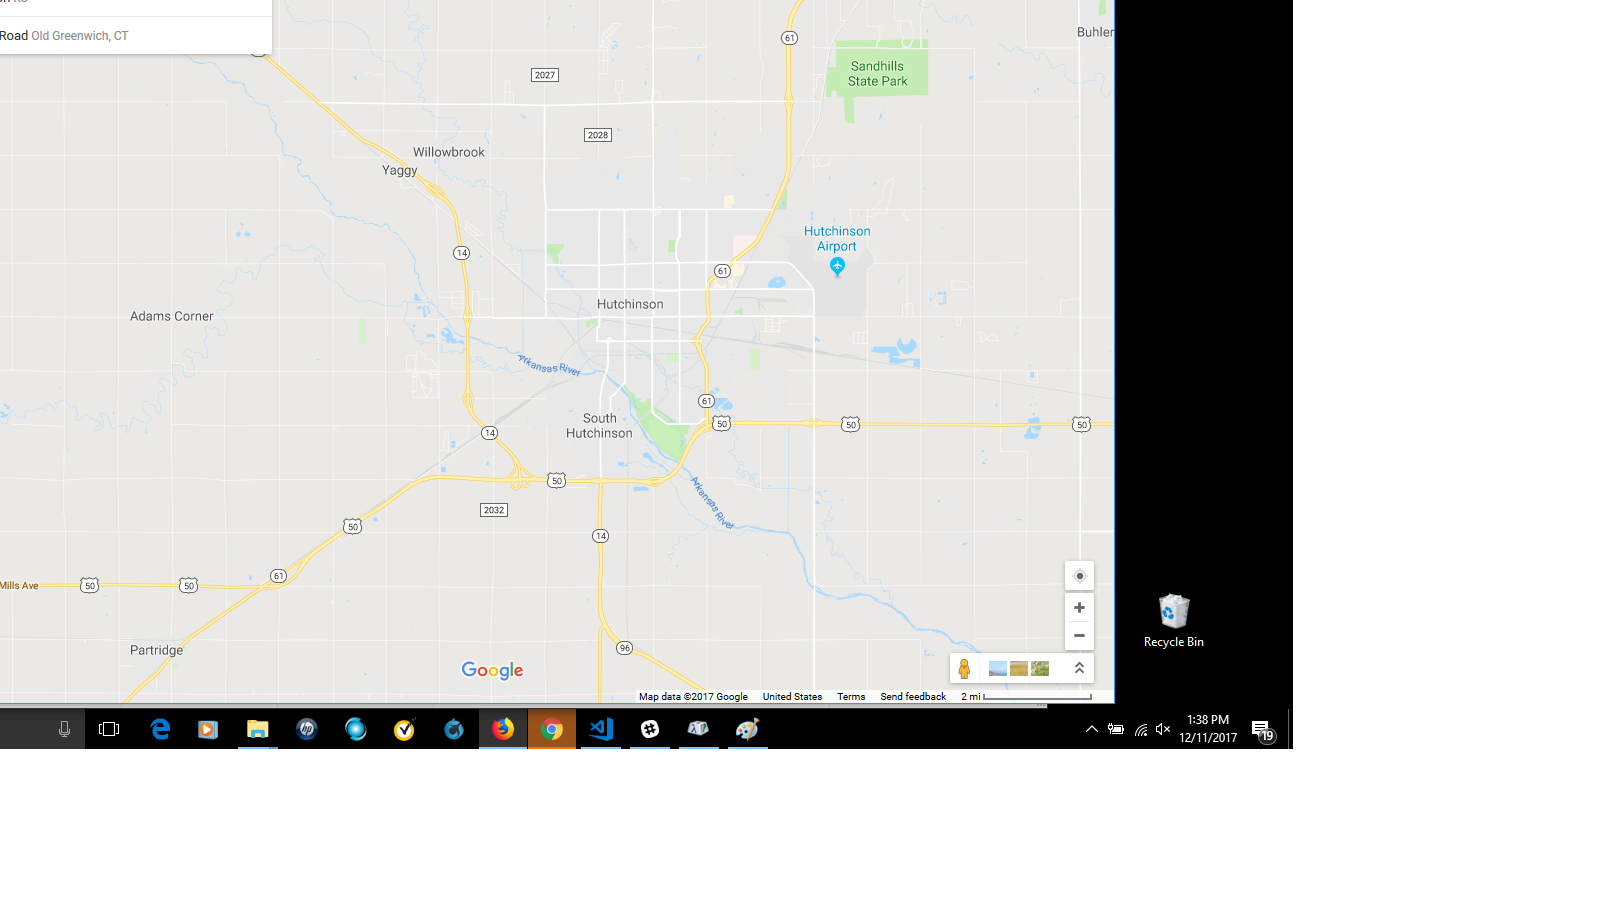 Road Old Greenwich, CT
61
Buhler
Sandhills
State Park
2027
2028
Willowbrook
Yaggy
Hutchinson
Airport
14
61
Hutchinson
Adams Corner
Arkansas River
61
South
Hutchinson
50
50
50
14
50
2032
Arkansas River
50
14
61
Mills Ave
50
50
Partridge
96
Recycle Bin
Google
Map data ©2017 Google United States Terms Send feedback 2 mi
1:38 PM
12/11/2017
19